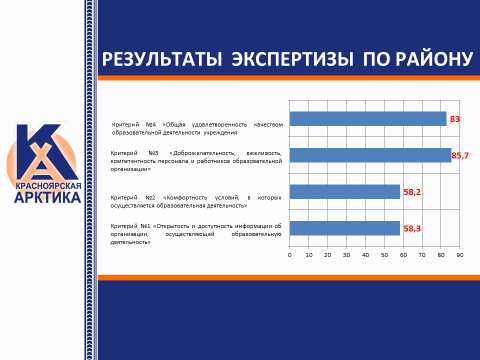 РЕЗУЛЬТАТЫ ЭКСПЕРТИЗЫ ПО РАЙОНУ
КРАСНОЯРСКАЯ
АРКТИКА
Критерий №4 «Общая удовлетворенность качеством
образовательной деятельности учреждения
83
Критерий №3 «Доброжелательность, вежливость,
компетентность персонала и работников образовательной
организации»
85,7
Критерий №2 «Комфортность условий, в которых
осуществляется образовательная деятельность»
58,2
Критерий №1 «Открытость и доступность информации об
организации, осуществляющей образовательную
деятельность»
58,3
0 10 20 30 40 50 60 70 80 90